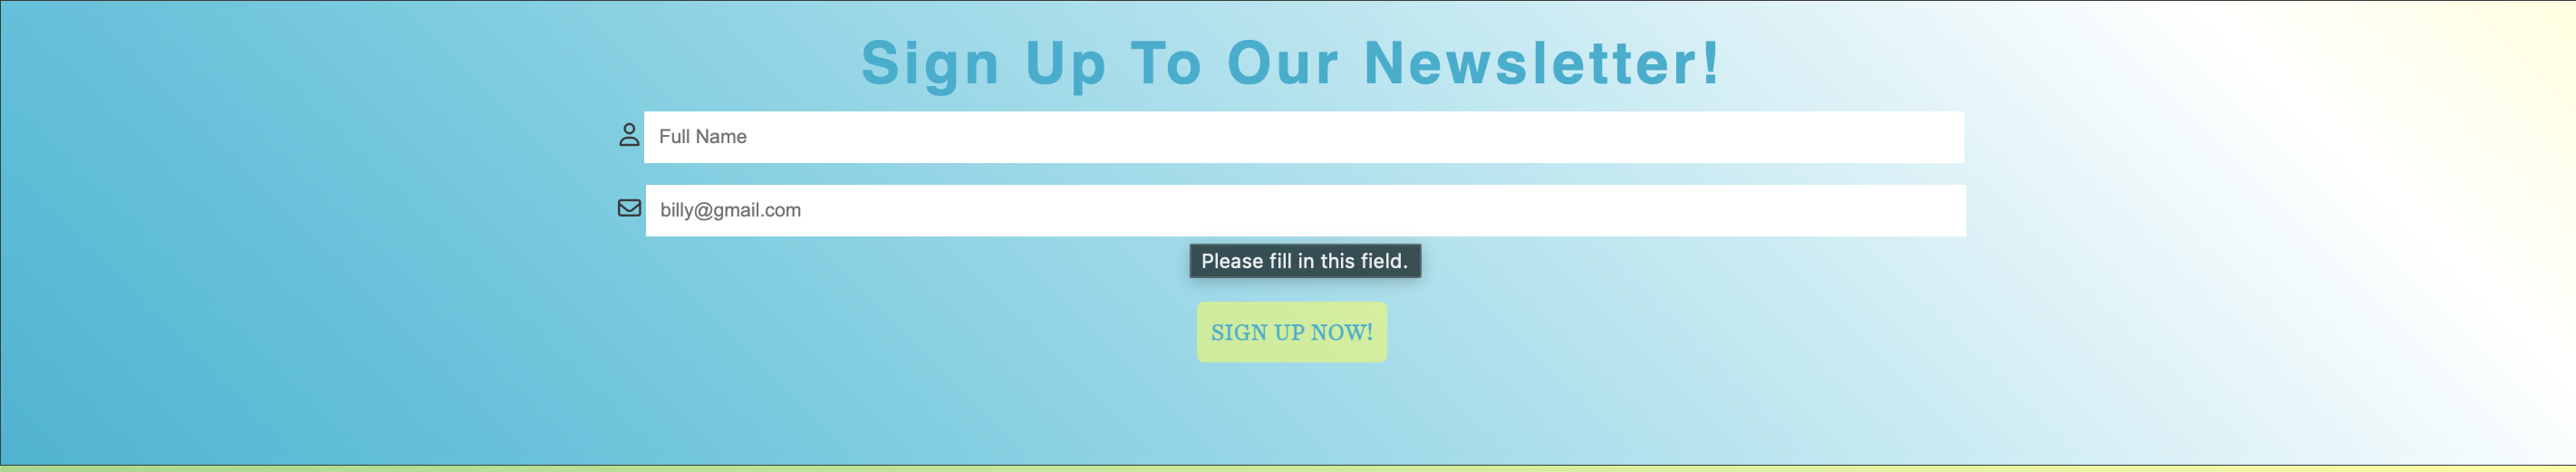 Sign Up To Our Newsletter!
Full Name
billy@gmail.com
Please fill in this field.
SIGN UP NOW!